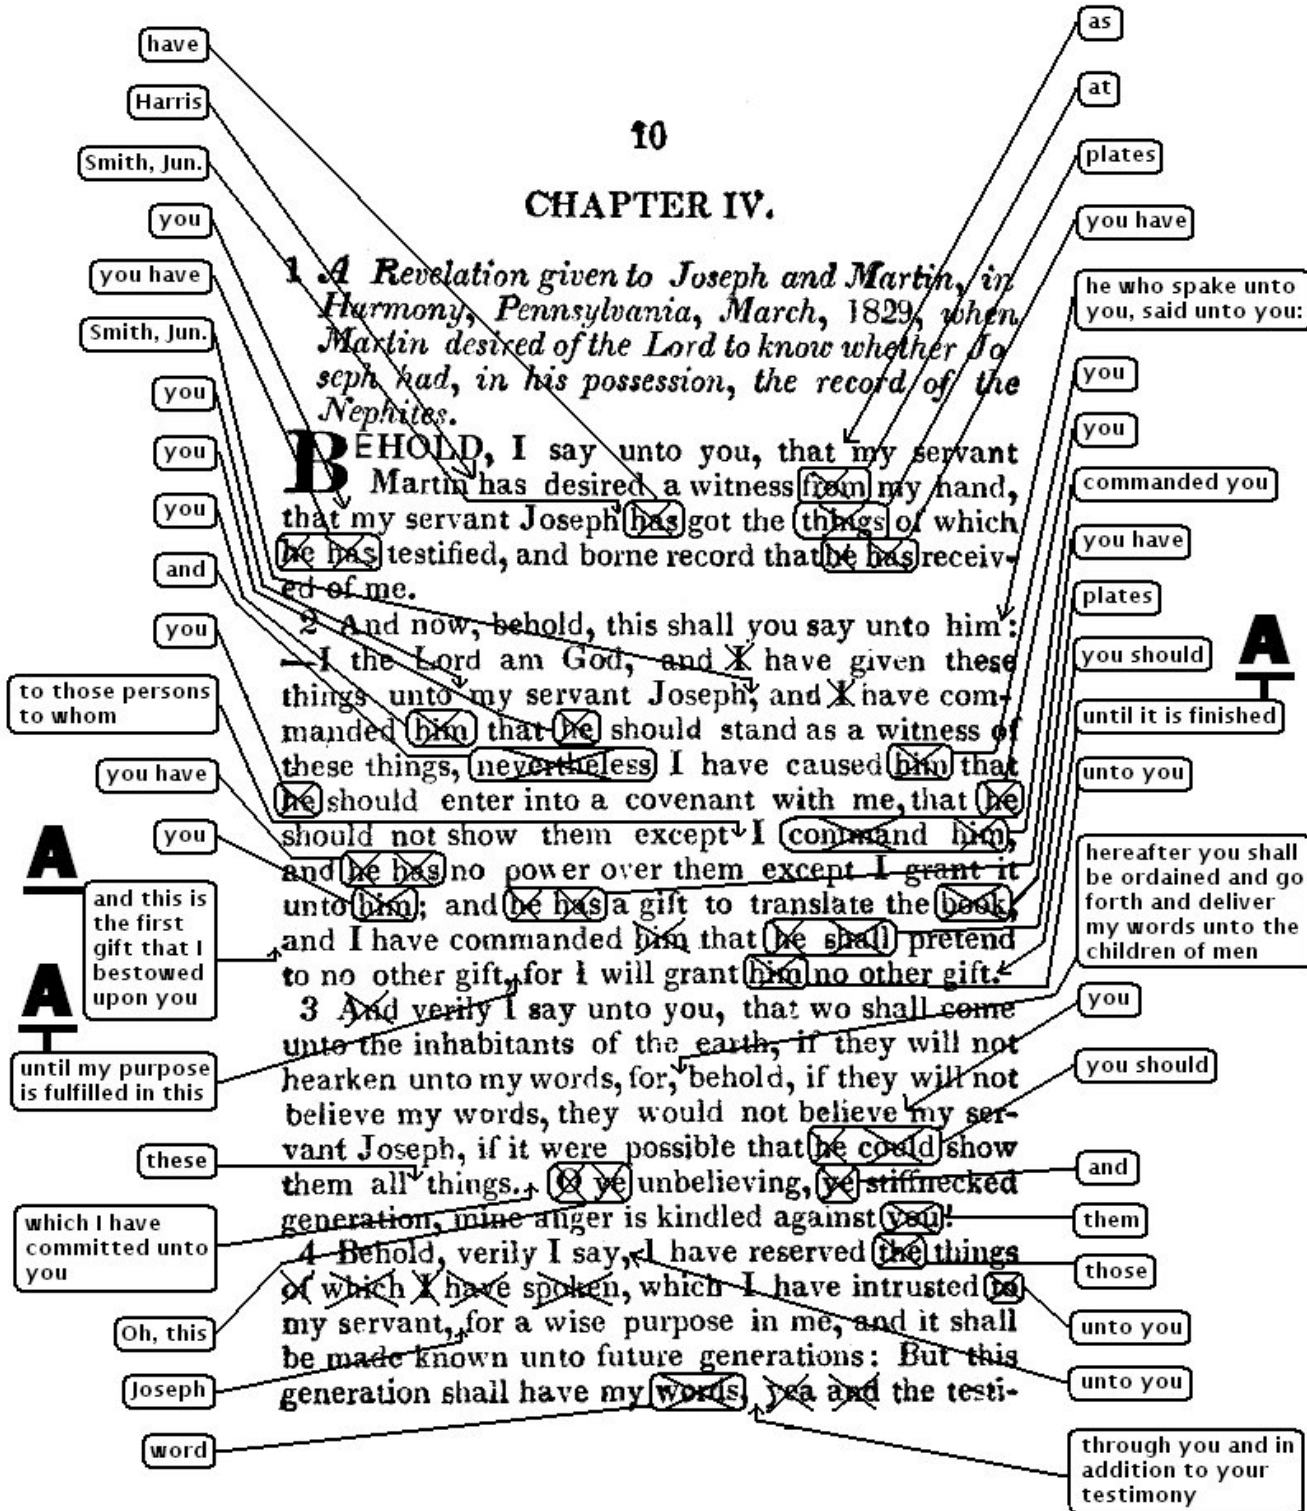 have
Harris
Smith, Jun.
you
you have
Smith, Jun.
you
you
you
and
you
to those persons
to whom
you have
you
A
and this is
the first
gift that I
bestowed
upon you
A
until my purpose
is fulfilled in this
these
which I have
committed unto
you
Oh, this
Joseph
word
10
CHAPTER IV.
1 A Revelation given to Joseph and Martin, in
Harmony, Pennsylvania, March, 1829, when
Martin desired of the Lord to know whether Jo
seph had, in his possession, the record of the
Nephites.
BEHOLD, I say unto you, that my servant
Martin has desired a witness from my hand,
that my servant Joseph has got the things of which
he has testified, and borne record that he has receiv-
ed of me.
2 And now, behold, this shall you say unto him:
—I the Lord am God, and I have given these
things unto my servant Joseph, and I have com-
manded him that he should stand as a witness of
these things, nevertheless I have caused him that
he should enter into a covenant with me, that he
should not show them except I command him,
and he has no power over them except I grant it
unto him; and he has a gift to translate the book,
and I have commanded him that he shall pretend
to no other gift, for I will grant him no other gift.
3 And verily I say unto you, that wo shall come
unto the inhabitants of the earth, if they will not
hearken unto my words, for, behold, if they will not
believe my words, they would not believe my ser-
vant Joseph, if it were possible that he could show
them all things. O ye unbelieving, ye stiffnecked
generation, mine anger is kindled against you!
4 Behold, verily I say, I have reserved the things
of which I have spoken, which I have intrusted to
my servant, for a wise purpose in me, and it shall
be made known unto future generations: But this
generation shall have my words, yea and the testi-
as
at
plates
you have
he who spake unto
you, said unto you:
you
you
commanded you
you have
plates
you should
A
until it is finished
unto you
hereafter you shall
be ordained and go
forth and deliver
my words unto the
children of men
you
you should
and
them
those
unto you
unto you
through you and in
addition to your
testimony